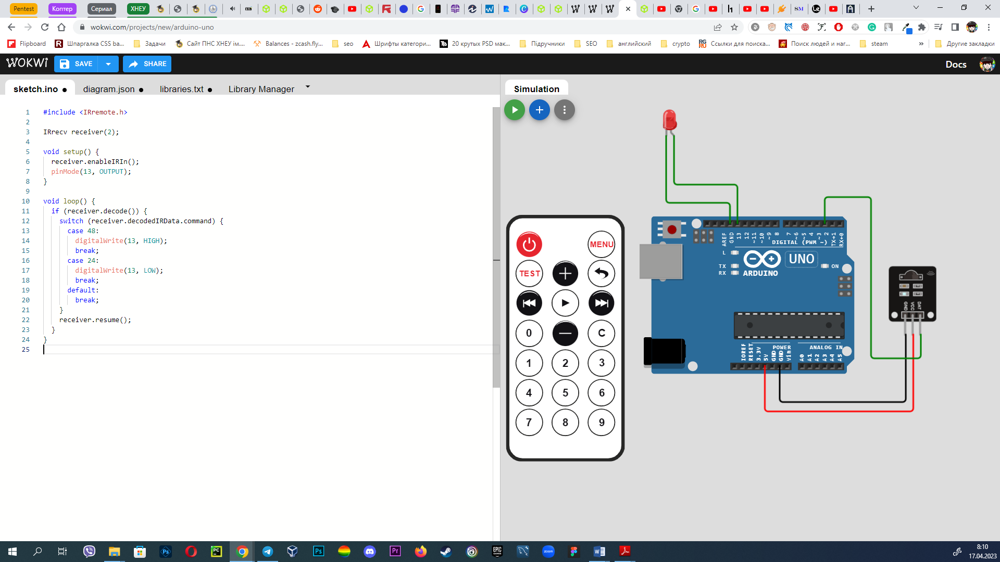 Pentest Коптер Сериал ХНЕУ
wokwi.com/projects/new/arduino-uno
Flipboard Шпаргалка CSS ba... Задачи Сайт ПНС ХНЕУ ім.... Balances - zcash.fly... seo Шрифты категори... 20 крутых PSD мак... Підручники SEO английский crypto Ссылки для поиска... Поиск людей и наг... steam » Другие закладки
WOKWI SAVE SHARE Docs
sketch.ino diagram.json libraries.txt Library Manager
Simulation
1 #include <IRremote.h>
2
3 IRrecv receiver(2);
4
5 void setup() {
6 receiver.enableIRIn();
7 pinMode(13, OUTPUT);
8 }
9
10 void loop() {
11 if (receiver.decode()) {
12 switch (receiver.decodedIRData.command) {
13 case 48:
14 digitalWrite(13, HIGH);
15 break;
16 case 24:
17 digitalWrite(13, LOW);
18 break;
19 default:
20 break;
21 }
22 receiver.resume();
23 }
24 }
25
MENU
TEST
0 C
1 2 3
4 5 6
7 8 9
AREF GND 13 12 ~11 ~10 ~9 8 7 ~6 ~5 4 ~3 2 TX→1 RX←0
DIGITAL (PWM ~)
L
TX
RX
UNO
ON
ARDUINO
IOREF RESET 3.3V 5V GND GND Vin A0 A1 A2 A3 A4 A5
POWER ANALOG IN
GND VCC DAT
8:10
17.04.2023